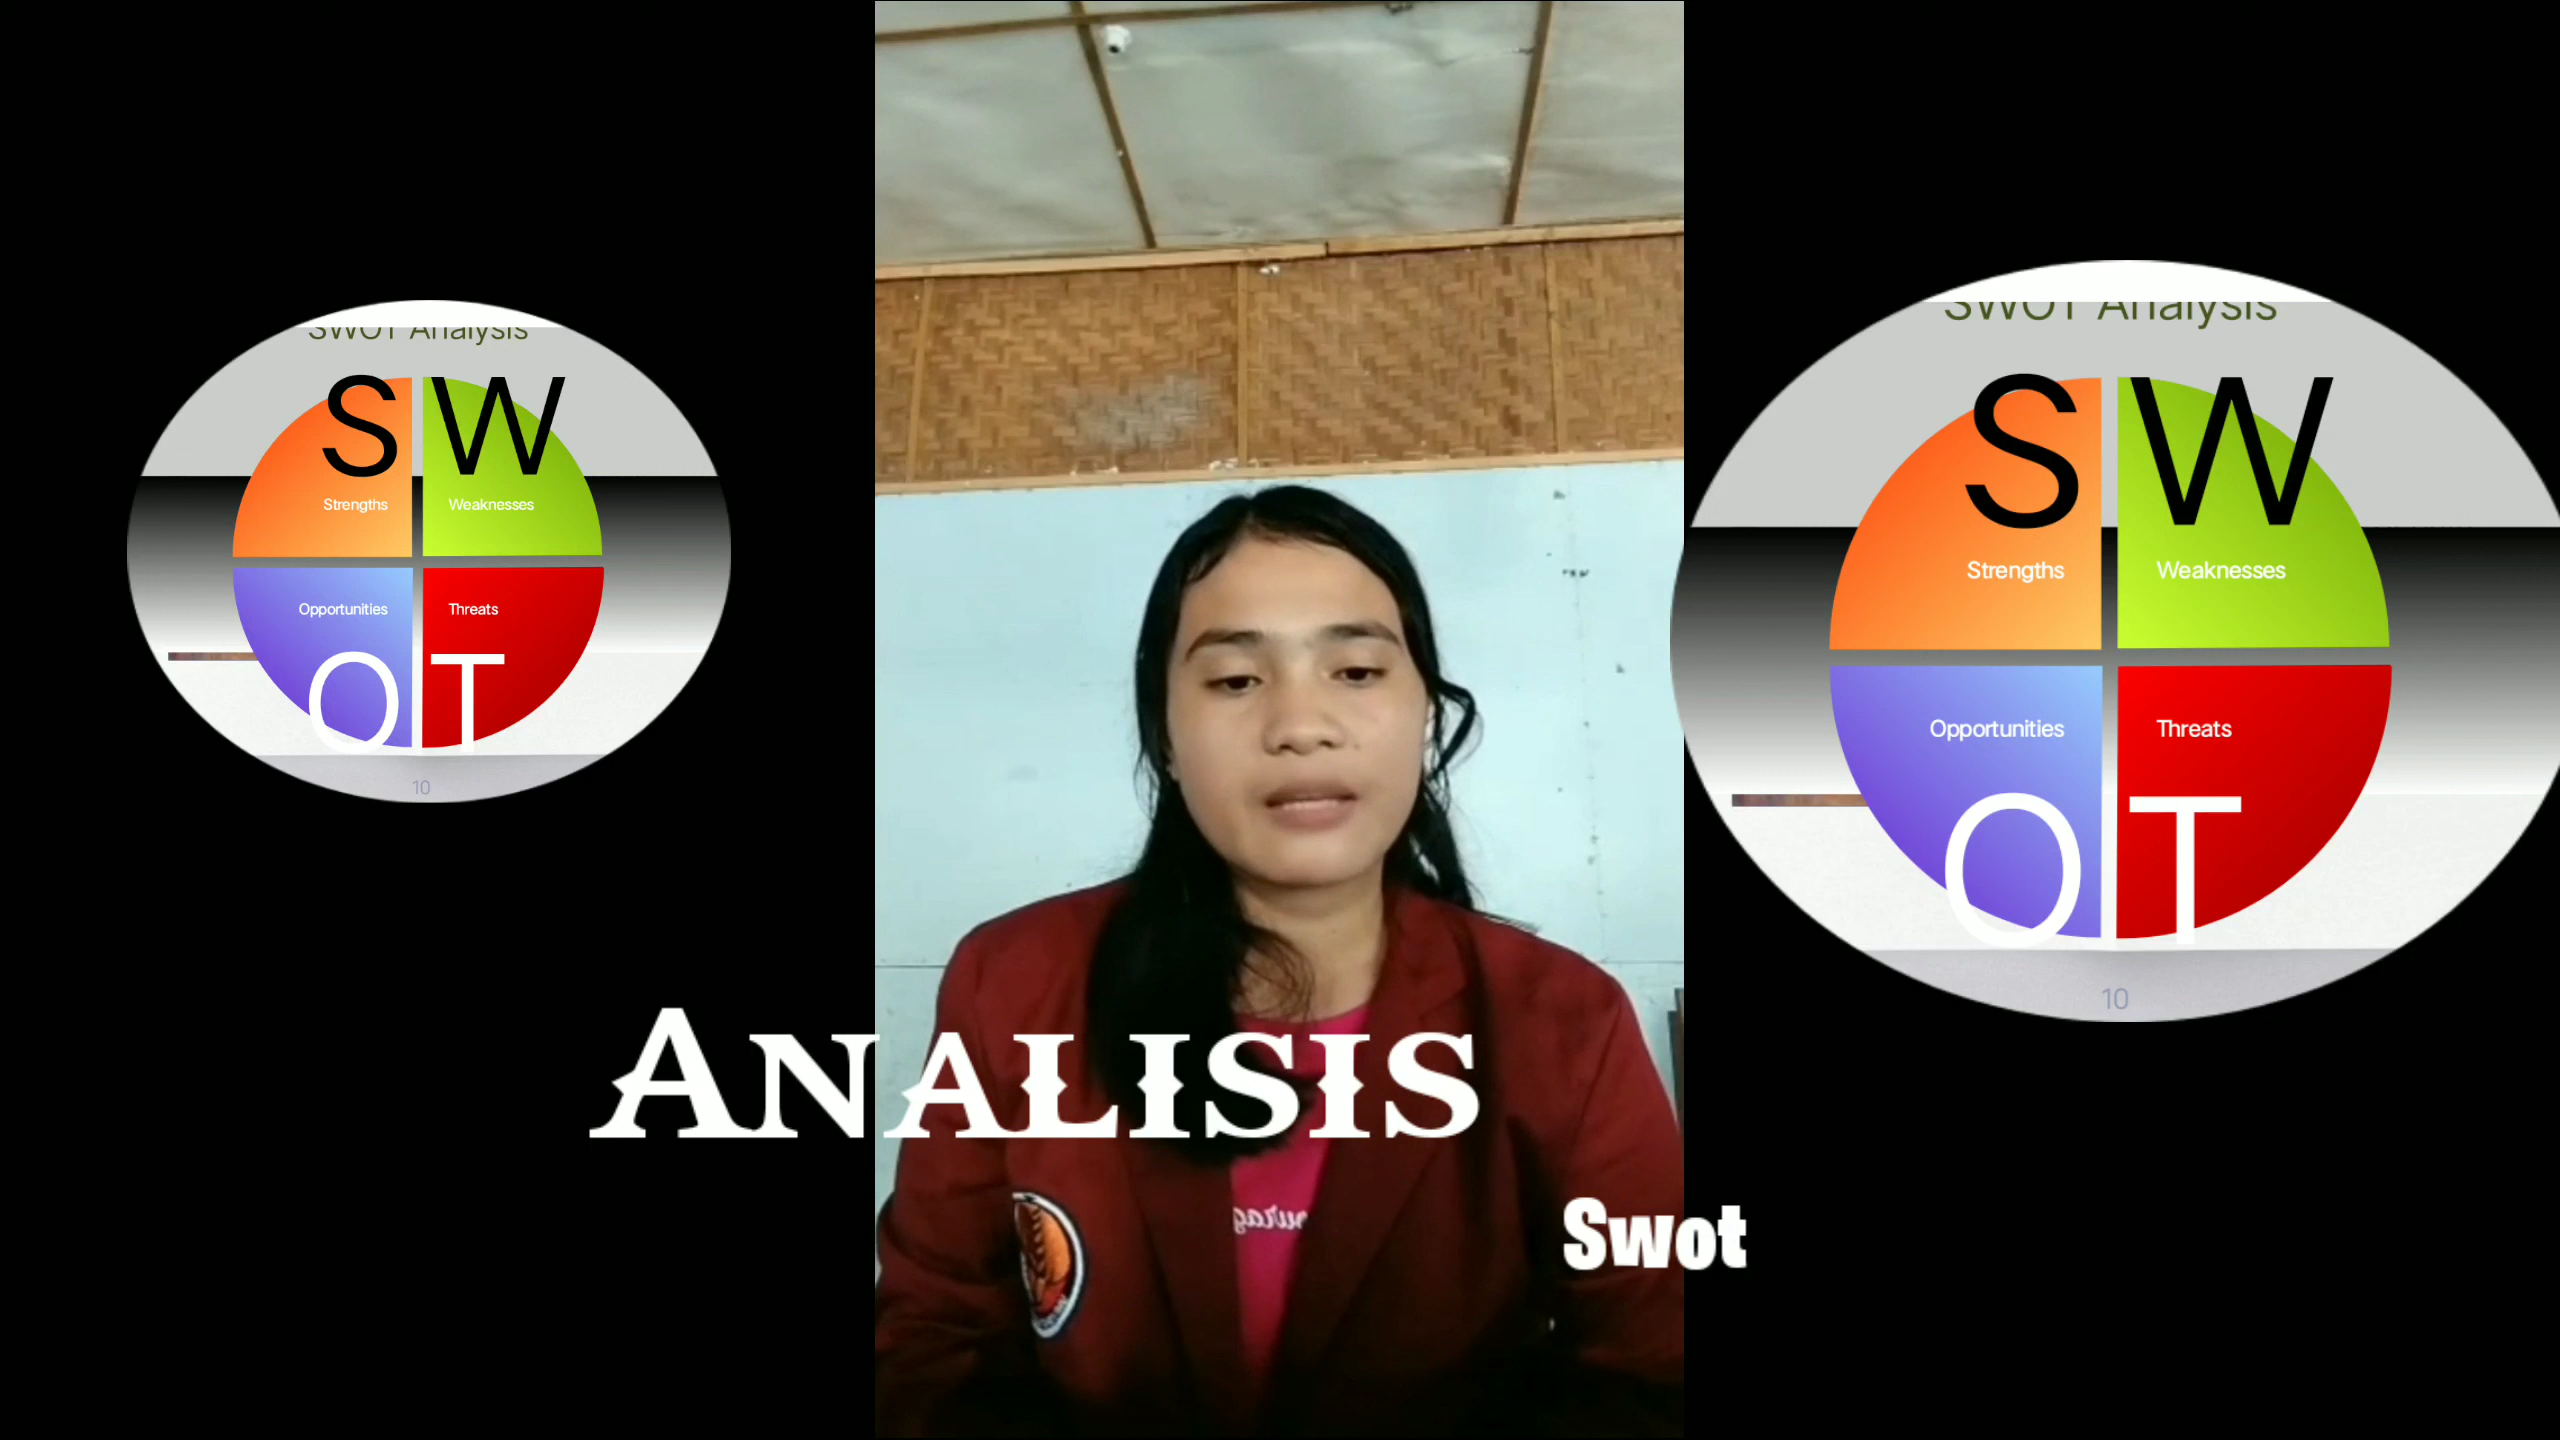 SWOT Analysis
S W
Strengths Weaknesses
Opportunities Threats
O T
10
SWOT Analysis
S W
Strengths Weaknesses
Opportunities Threats
O T
10
Analisis
Swot